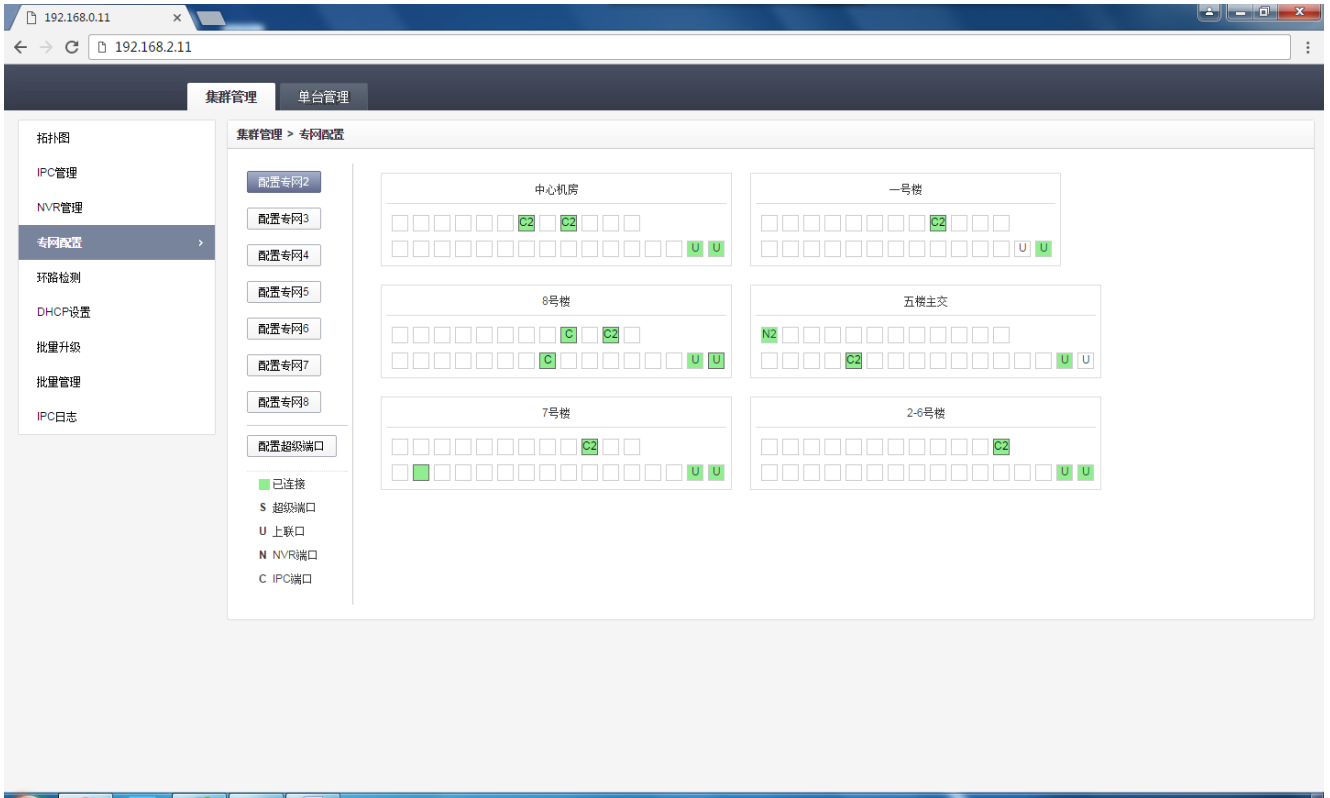 192.168.0.11
192.168.2.11
集群管理 单台管理
拓扑图
IPC管理
NVR管理
专网配置
环路检测
DHCP设置
批量升级
批量管理
IPC日志
集群管理 > 专网配置
配置专网2
配置专网3
配置专网4
配置专网5
配置专网6
配置专网7
配置专网8
配置超级端口
已连接
S 超级端口
U 上联口
N NVR端口
C IPC端口
中心机房
C2 C2
U U
一号楼
C2
U U
8号楼
C C2
C U U
五楼主交
N2
C2 U U
7号楼
C2
U U
2-6号楼
C2
U U